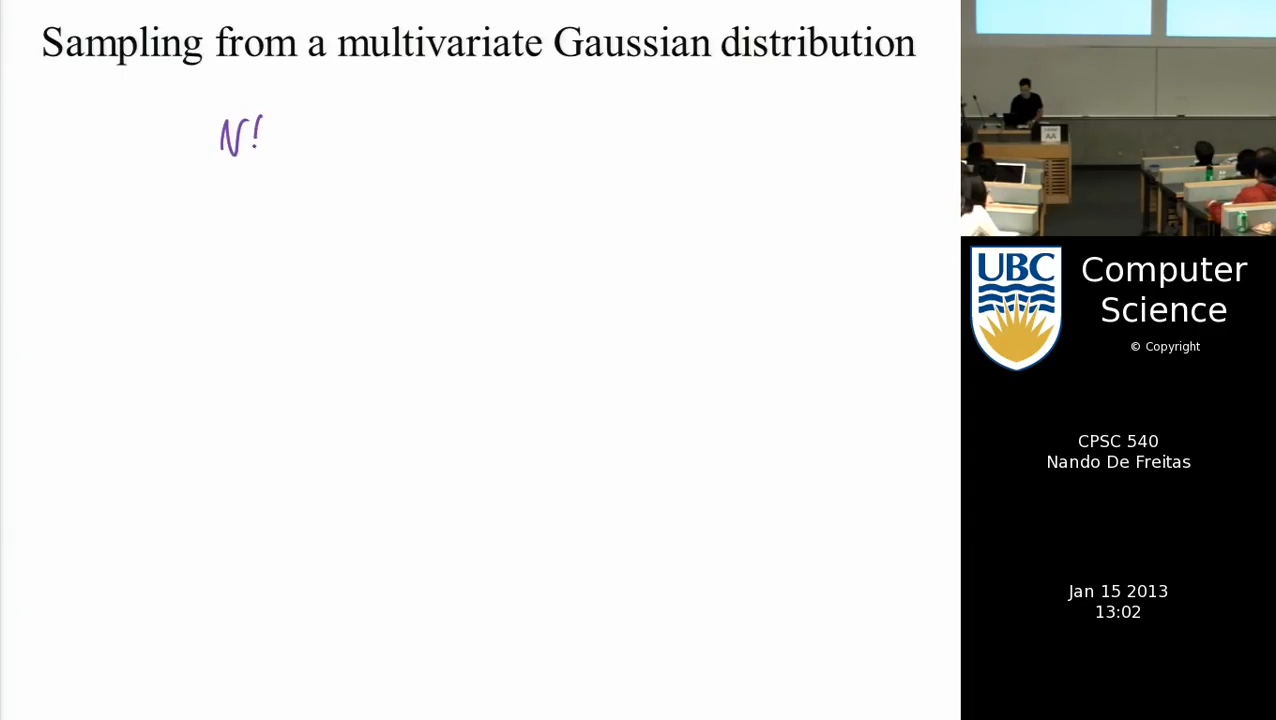 Sampling from a multivariate Gaussian distribution
N!
AA
UBC
Computer
Science
© Copyright
CPSC 540
Nando De Freitas
Jan 15 2013
13:02